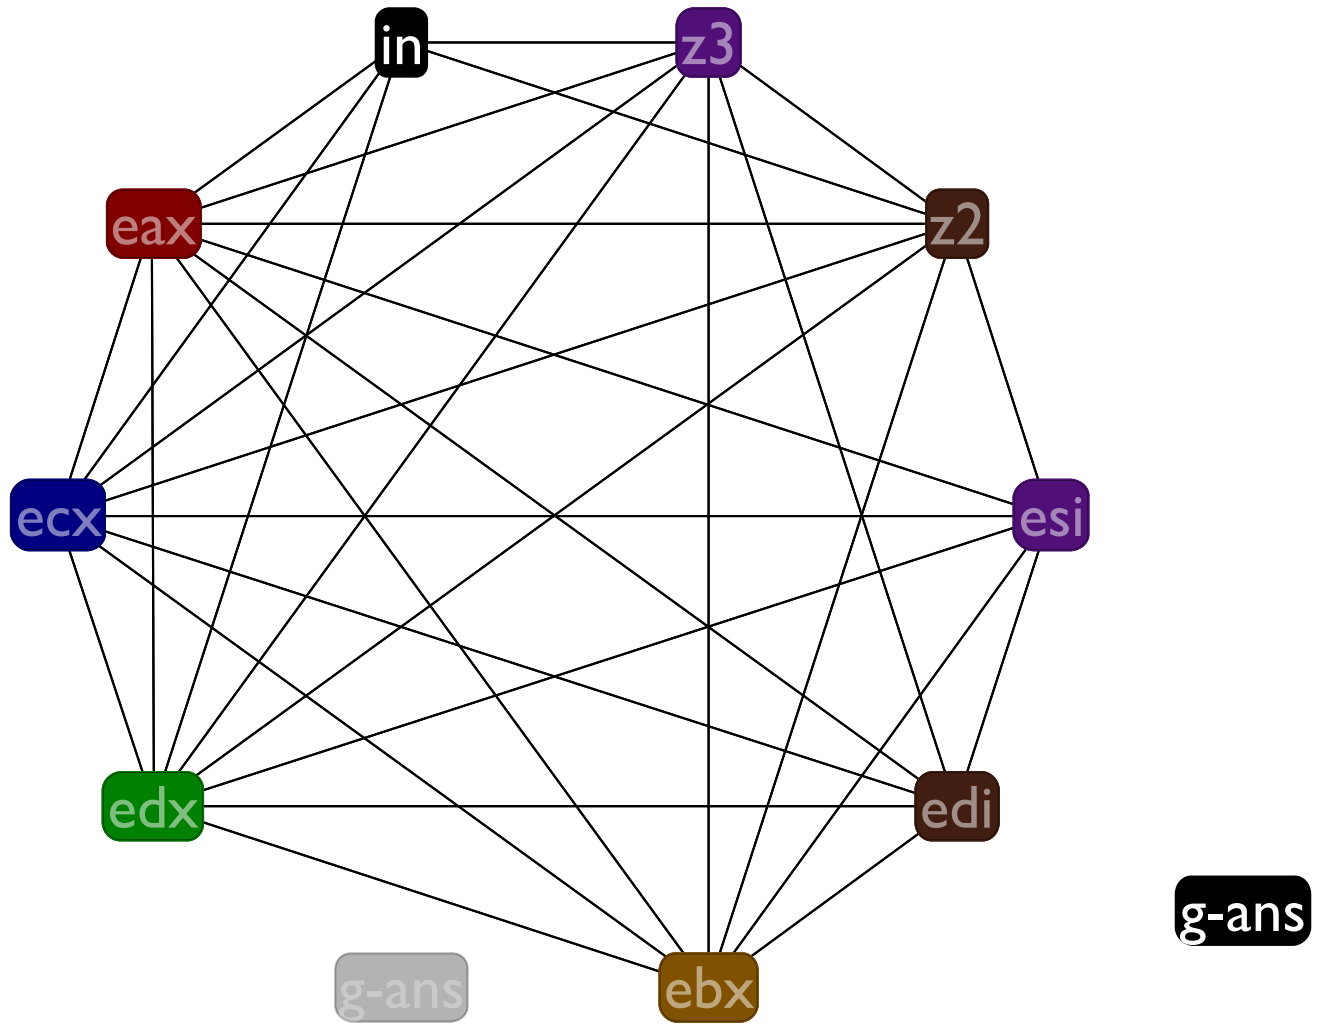 in
z3
eax
z2
ecx
esi
edx
edi
g-ans
g-ans
ebx